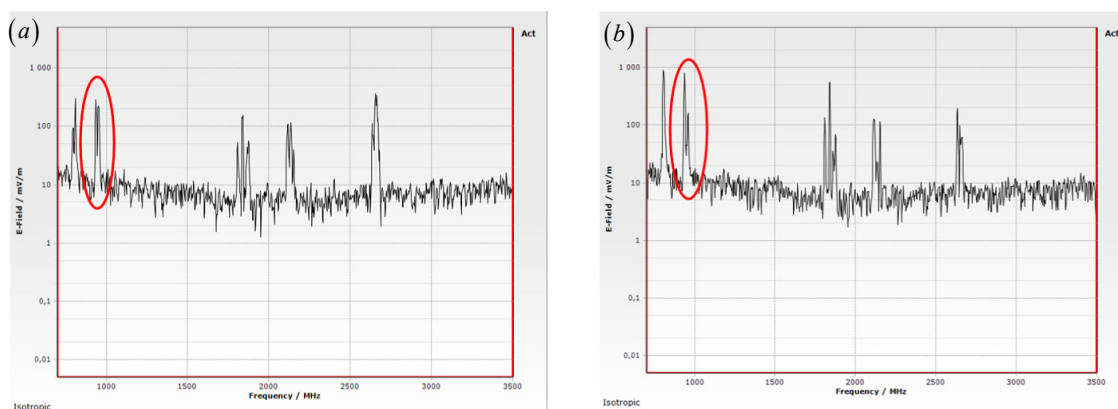 (a)
Act
1 000
100
10
1
0,1
0,01
E-Field / mV/m
1000
1500
2000
2500
3000
3500
Frequency / MHz
Isotropic
(b)
Act
1 000
100
10
1
0,1
0,01
E-Field / mV/m
1000
1500
2000
2500
3000
3500
Frequency / MHz
Isotropic